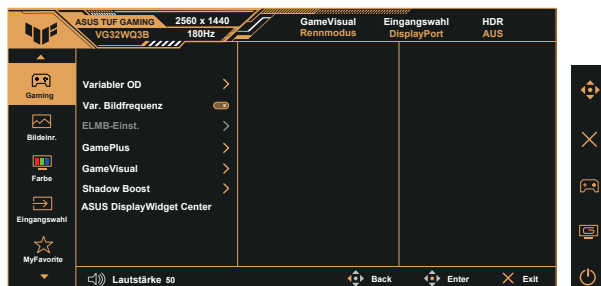 ASUS TUF GAMING 2560 x 1440 GameVisual Eingangswahl HDR
VG32WQ3B 180Hz Rennmodus DisplayPort AUS
Gaming
Bildeinr.
Farbe
Eingangswahl
MyFavorite
Variabler OD
Var. Bildfrequenz
ELMB-Einst.
GamePlus
GameVisual
Shadow Boost
ASUS DisplayWidget Center
Lautstärke 50 Back Enter Exit